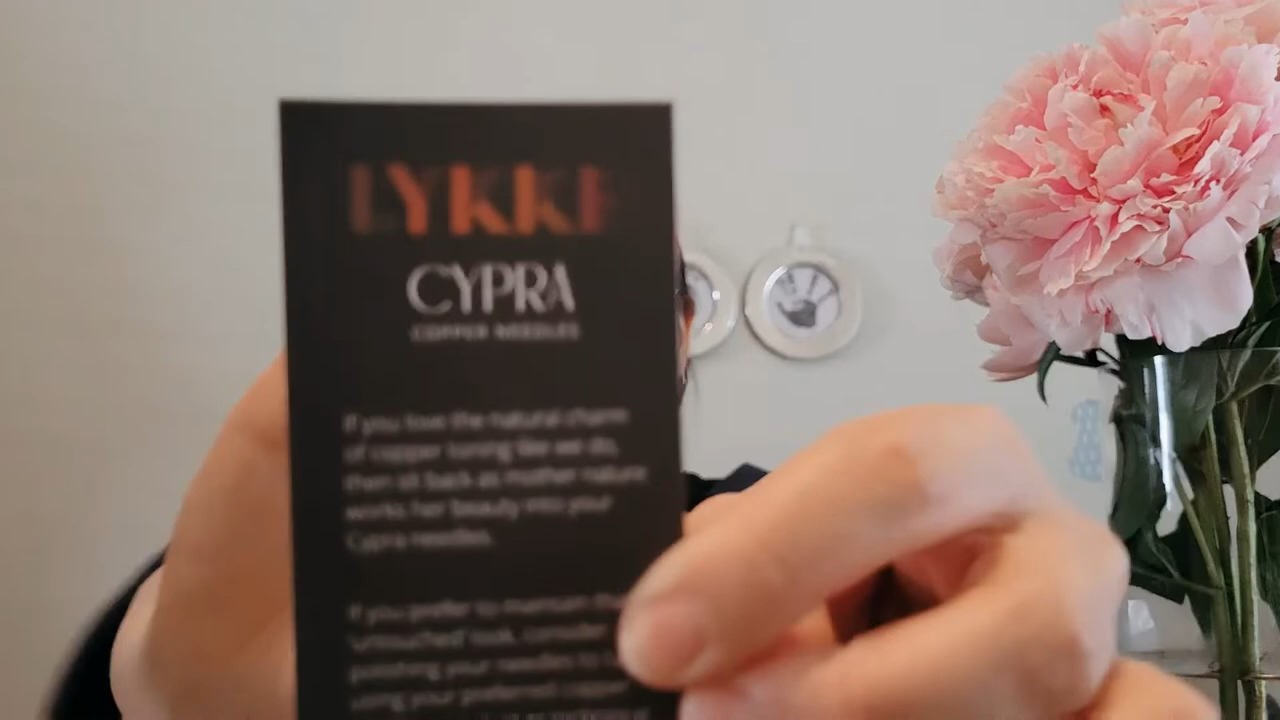 LYKKE
CYPRA
COPPER NEEDLES
If you love the natural charm
of copper toning like we do,
then sit back as mother nature
works her beauty into your
Cypra needles.
If you prefer to maintain the
'untouched' look, consider
polishing your needles
using your preferred copper